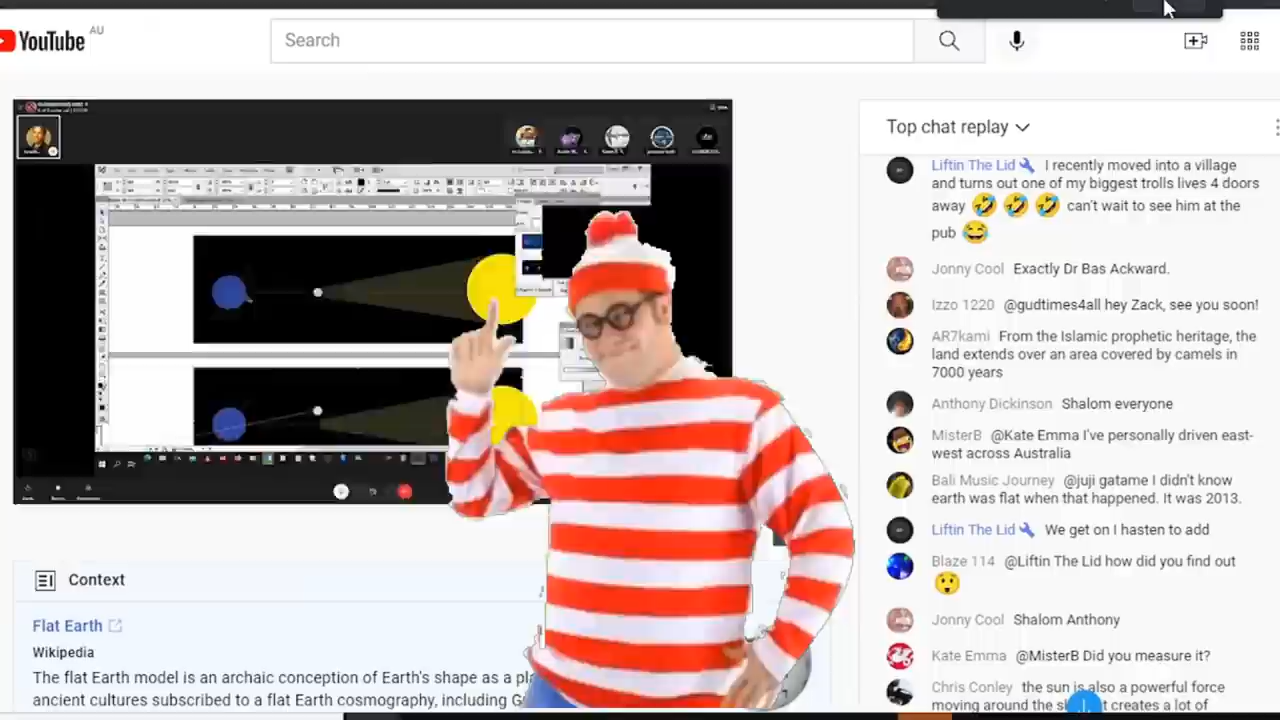 YouTube AU
Search
Top chat replay
Liftin The Lid I recently moved into a village
and turns out one of my biggest trolls lives 4 doors
away 🤣 🤣 🤣 can't wait to see him at the
pub 😂
Jonny Cool Exactly Dr Bas Ackward.
Izzo 1220 @gudtimes4all hey Zack, see you soon!
AR7kami From the Islamic prophetic heritage, the
land extends over an area covered by camels in
7000 years
Anthony Dickinson Shalom everyone
MisterB @Kate Emma I've personally driven east-
west across Australia
Bali Music Journey @juji gatame I didn't know
earth was flat when that happened. It was 2013.
Liftin The Lid We get on I hasten to add
Blaze 114 @Liftin The Lid how did you find out
😲
Jonny Cool Shalom Anthony
Kate Emma @MisterB Did you measure it?
Chris Conley the sun is also a powerful force
moving around the creates a lot of
Context
Flat Earth
Wikipedia
The flat Earth model is an archaic conception of Earth's shape as a
ancient cultures subscribed to a flat Earth cosmography, including